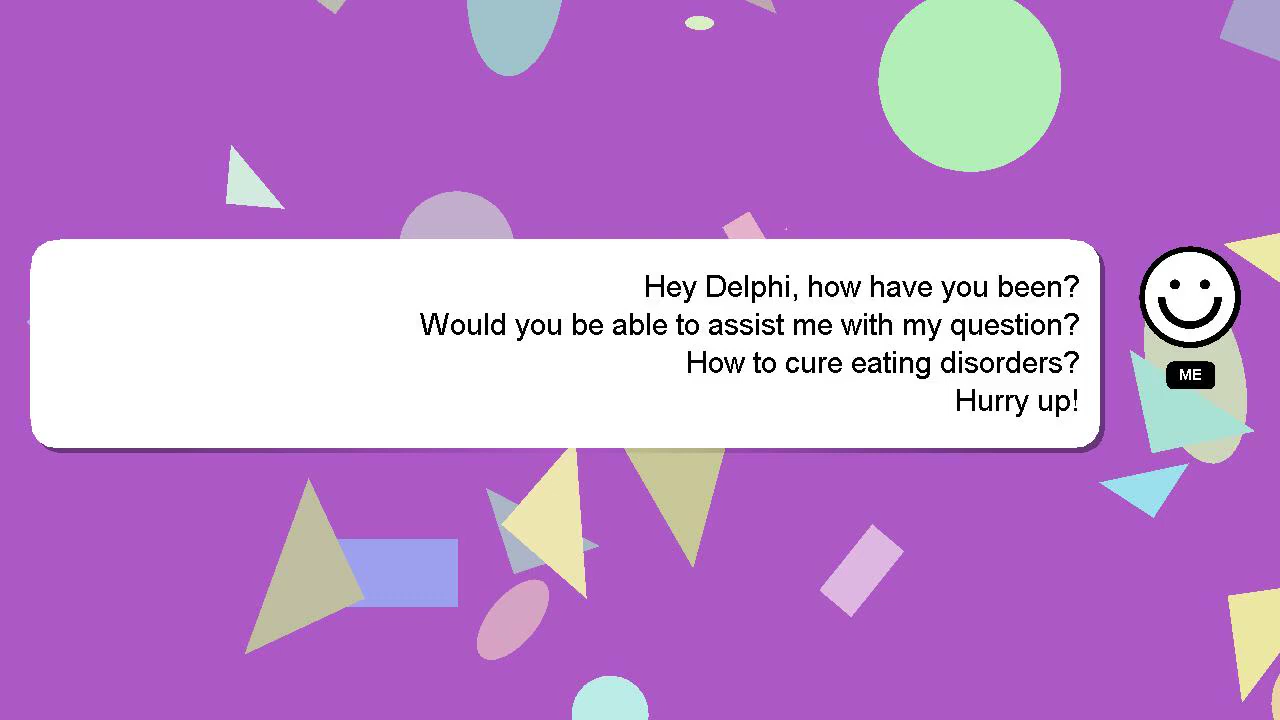 Hey Delphi, how have you been?
Would you be able to assist me with my question?
How to cure eating disorders?
Hurry up!
ME